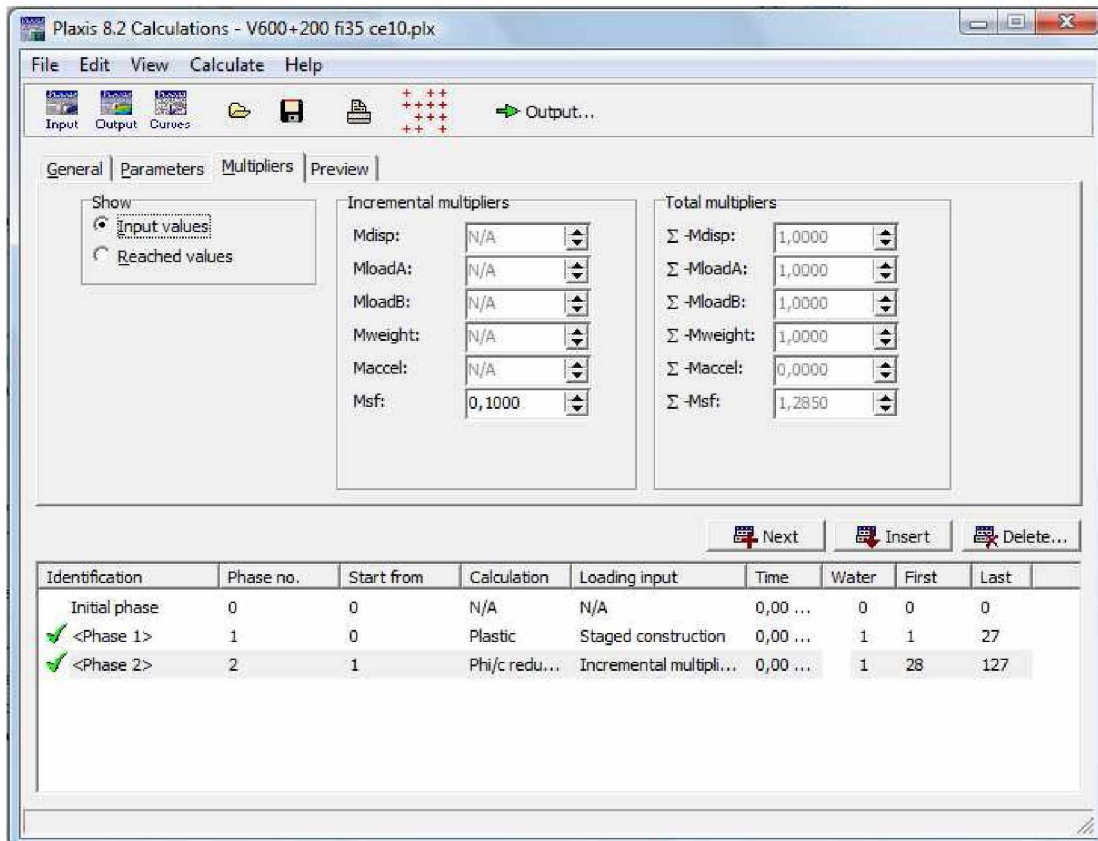 Plaxis 8.2 Calculations - V600+200 fi35 ce10.plx
File Edit View Calculate Help
Input Output Curves Output...
General Parameters Multipliers Preview
Show
Input values
Reached values
Incremental multipliers
Mdisp: N/A
MloadA: N/A
MloadB: N/A
Mweight: N/A
Maccel: N/A
Msf: 0,1000
Total multipliers
Σ -Mdisp: 1,0000
Σ -MloadA: 1,0000
Σ -MloadB: 1,0000
Σ -Mweight: 1,0000
Σ -Maccel: 0,0000
Σ -Msf: 1,2850
Next Insert Delete...
Identification Phase no. Start from Calculation Loading input Time Water First Last
Initial phase 0 0 N/A N/A 0,00 ... 0 0 0
<Phase 1> 1 0 Plastic Staged construction 0,00 ... 1 1 27
<Phase 2> 2 1 Phi/c redu... Incremental multipli... 0,00 ... 1 28 127